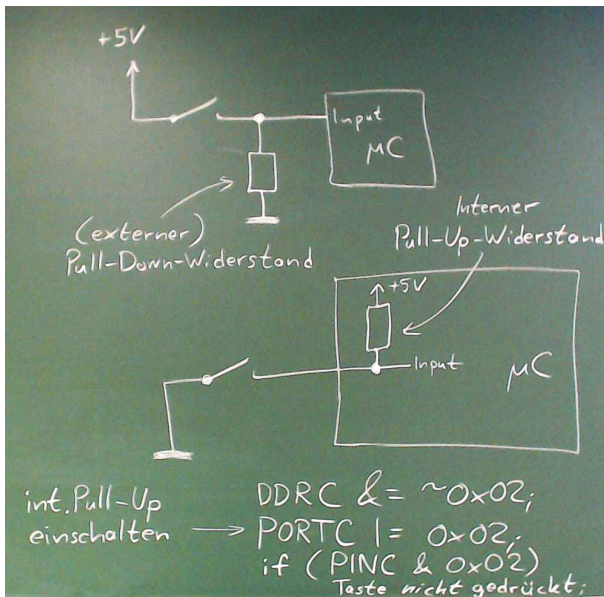 +5V
Input
µC
(externer)
Pull-Down-Widerstand
Interner
Pull-Up-Widerstand
+5V
Input
µC
int. Pull-Up
einschalten
DDRC &= ~0x02;
PORTC |= 0x02;
if (PINC & 0x02)
Taste nicht gedrückt;